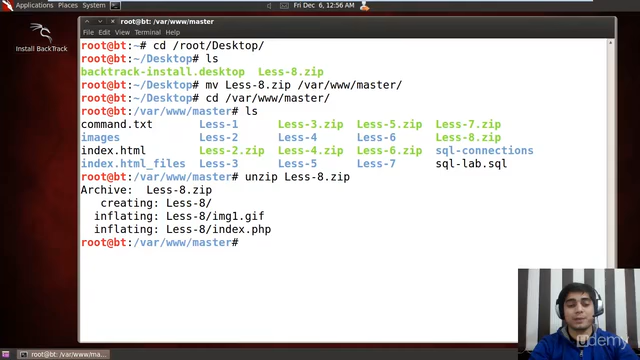 Applications Places System
Fri Dec 6, 12:56 AM
Install BackTrack
root@bt: /var/www/master
File Edit View Terminal Help
root@bt:~# cd /root/Desktop/
root@bt:~/Desktop# ls
backtrack-install.desktop Less-8.zip
root@bt:~/Desktop# mv Less-8.zip /var/www/master/
root@bt:~/Desktop# cd /var/www/master/
root@bt:/var/www/master# ls
command.txt Less-1 Less-3.zip Less-5.zip Less-7.zip
images Less-2 Less-4 Less-6 Less-8.zip
index.html Less-2.zip Less-4.zip Less-6.zip sql-connections
index.html_files Less-3 Less-5 Less-7 sql-lab.sql
root@bt:/var/www/master# unzip Less-8.zip
Archive: Less-8.zip
creating: Less-8/
inflating: Less-8/img1.gif
inflating: Less-8/index.php
root@bt:/var/www/master#
udemy
root@bt: /var/www/ma...